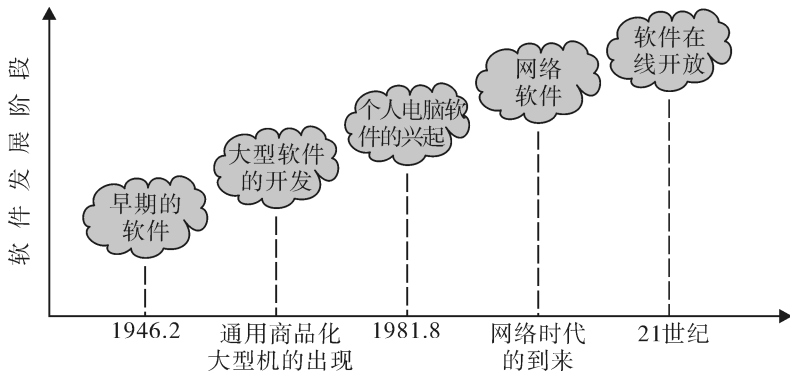 软件发展阶段
早期的
软件
大型软件
的开发
个人电脑软
件的兴起
网络
软件
软件在
线开放
1946.2
通用商品化
大型机的出现
1981.8
网络时代
的到来
21世纪